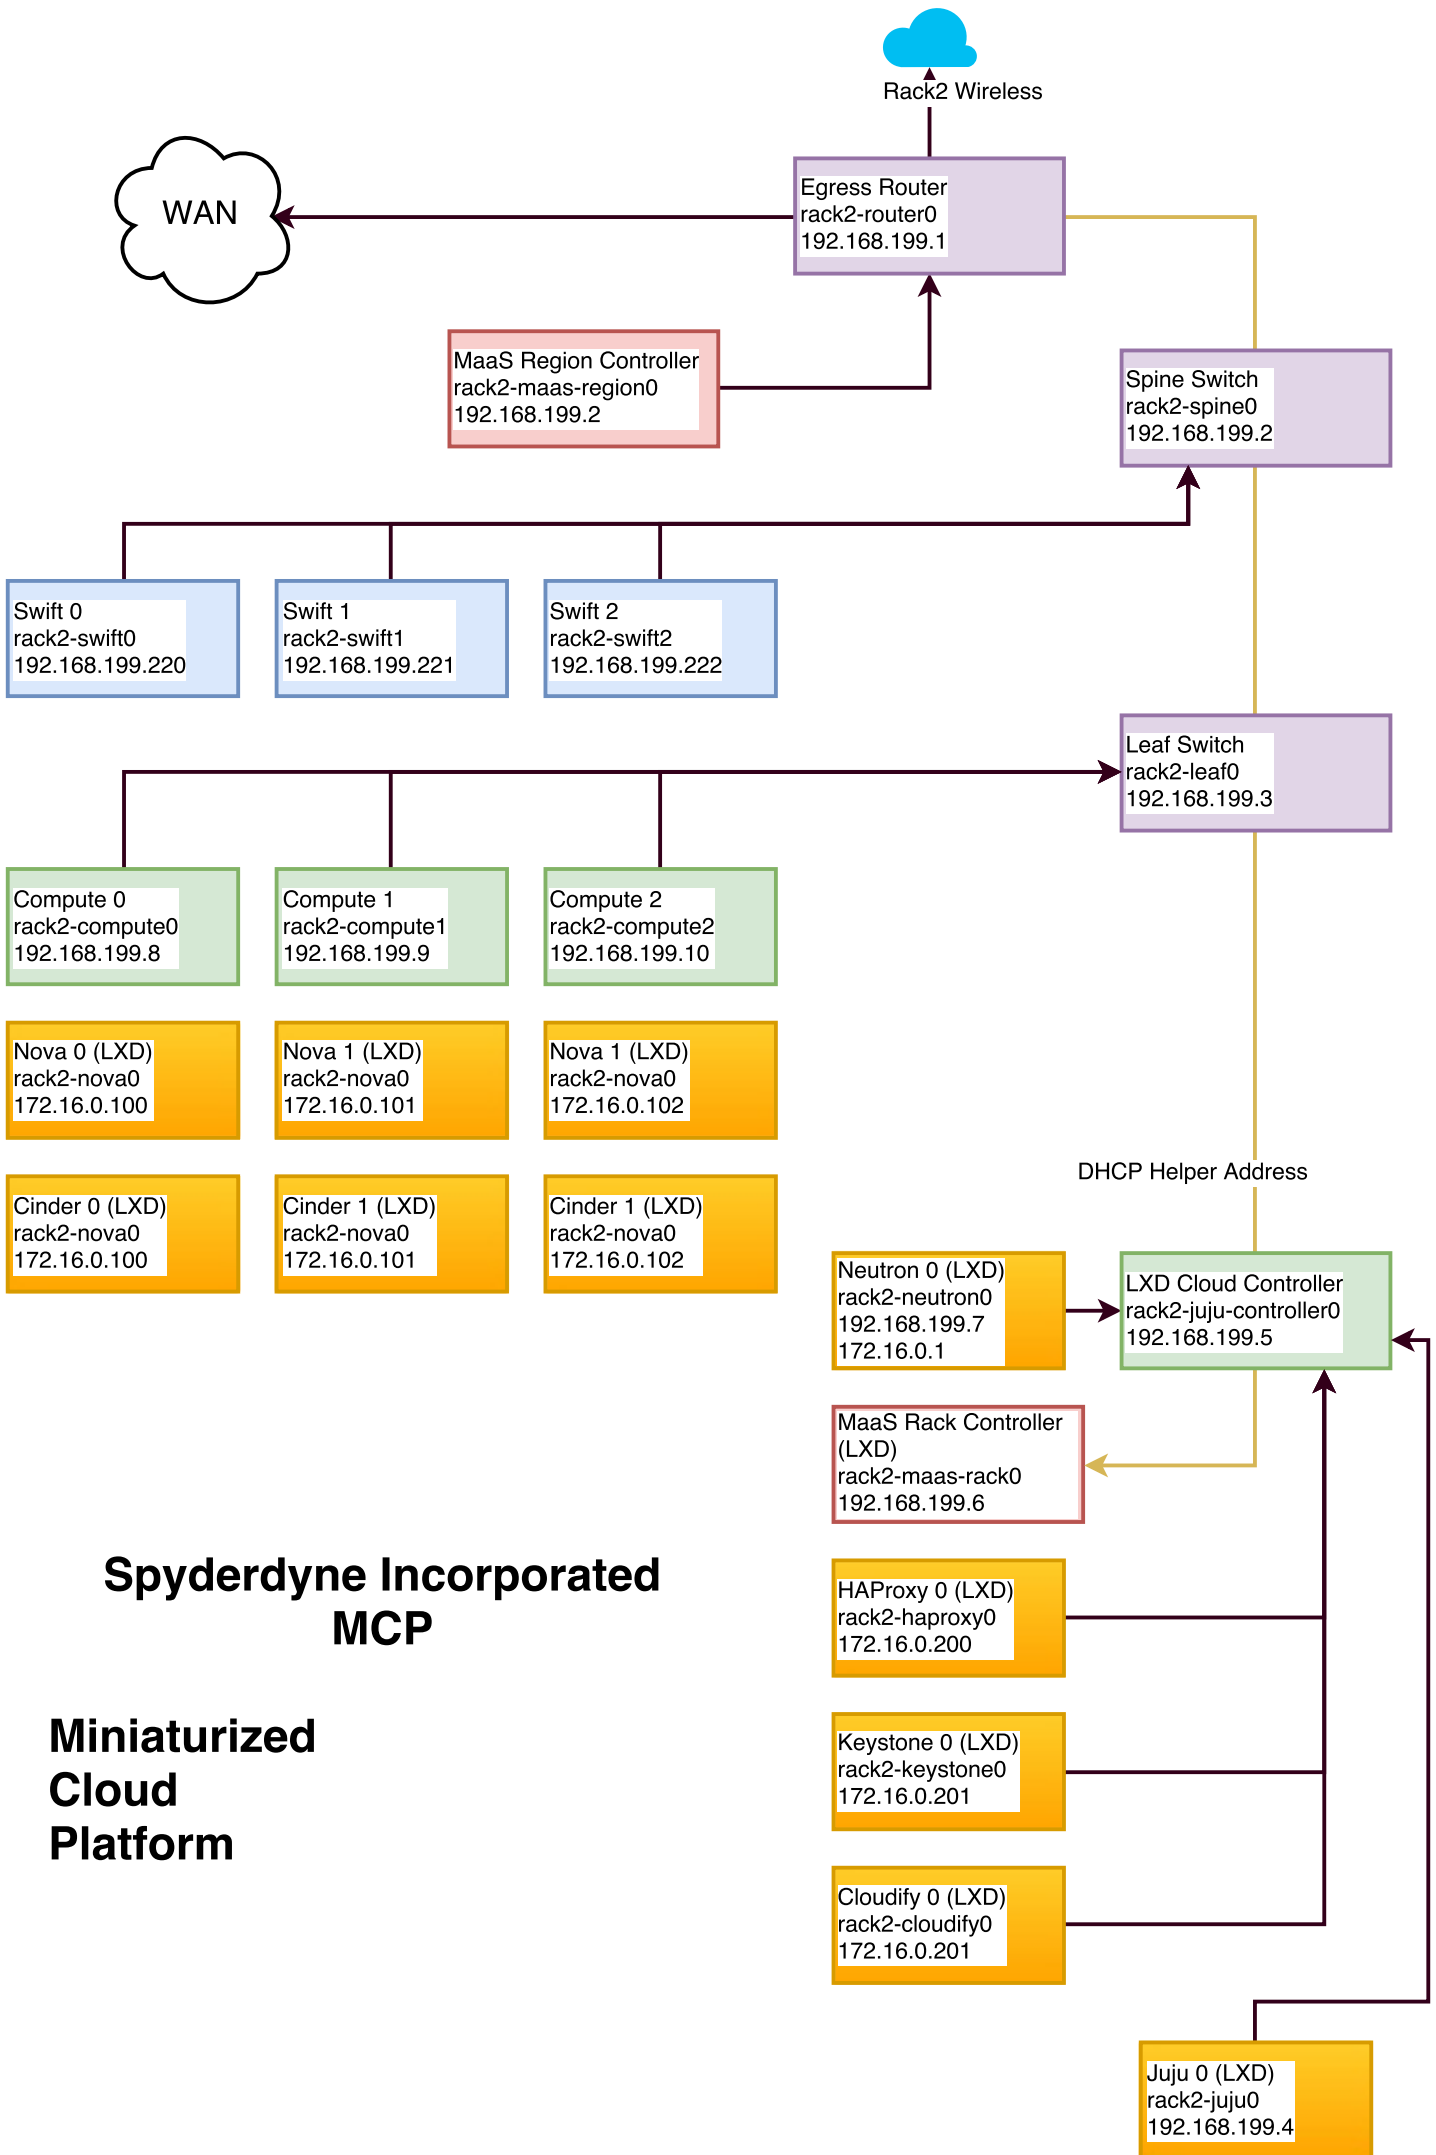 Rack2 Wireless
WAN
Egress Router
rack2-router0
192.168.199.1
MaaS Region Controller
rack2-maas-region0
192.168.199.2
Spine Switch
rack2-spine0
192.168.199.2
Swift 0
rack2-swift0
192.168.199.220
Swift 1
rack2-swift1
192.168.199.221
Swift 2
rack2-swift2
192.168.199.222
Leaf Switch
rack2-leaf0
192.168.199.3
Compute 0
rack2-compute0
192.168.199.8
Compute 1
rack2-compute1
192.168.199.9
Compute 2
rack2-compute2
192.168.199.10
Nova 0 (LXD)
rack2-nova0
172.16.0.100
Nova 1 (LXD)
rack2-nova0
172.16.0.101
Nova 1 (LXD)
rack2-nova0
172.16.0.102
Cinder 0 (LXD)
rack2-nova0
172.16.0.100
Cinder 1 (LXD)
rack2-nova0
172.16.0.101
Cinder 1 (LXD)
rack2-nova0
172.16.0.102
DHCP Helper Address
Neutron 0 (LXD)
rack2-neutron0
192.168.199.7
172.16.0.1
LXD Cloud Controller
rack2-juju-controller0
192.168.199.5
MaaS Rack Controller
(LXD)
rack2-maas-rack0
192.168.199.6
Spyderdyne Incorporated
MCP
Miniaturized
Cloud
Platform
HAProxy 0 (LXD)
rack2-haproxy0
172.16.0.200
Keystone 0 (LXD)
rack2-keystone0
172.16.0.201
Cloudify 0 (LXD)
rack2-cloudify0
172.16.0.201
Juju 0 (LXD)
rack2-juju0
192.168.199.4